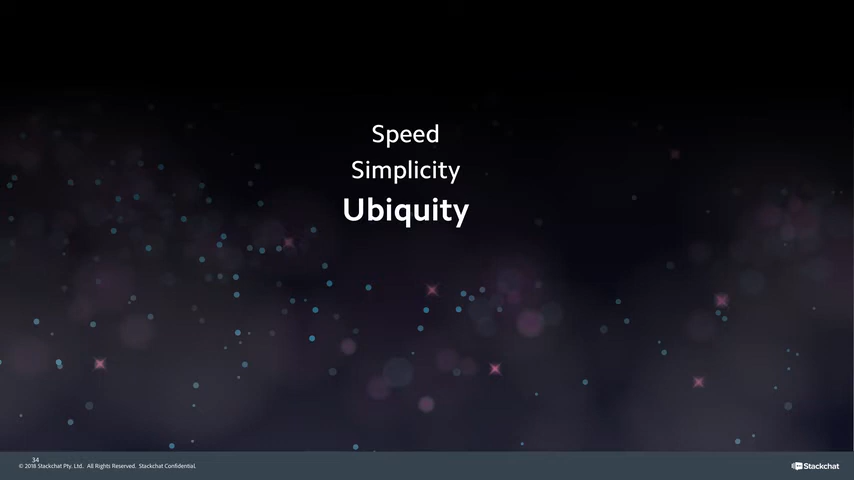 Speed
Simplicity
Ubiquity
34
© 2018 Stackchat Pty. Ltd. All Rights Reserved. Stackchat Confidential.
Stackchat